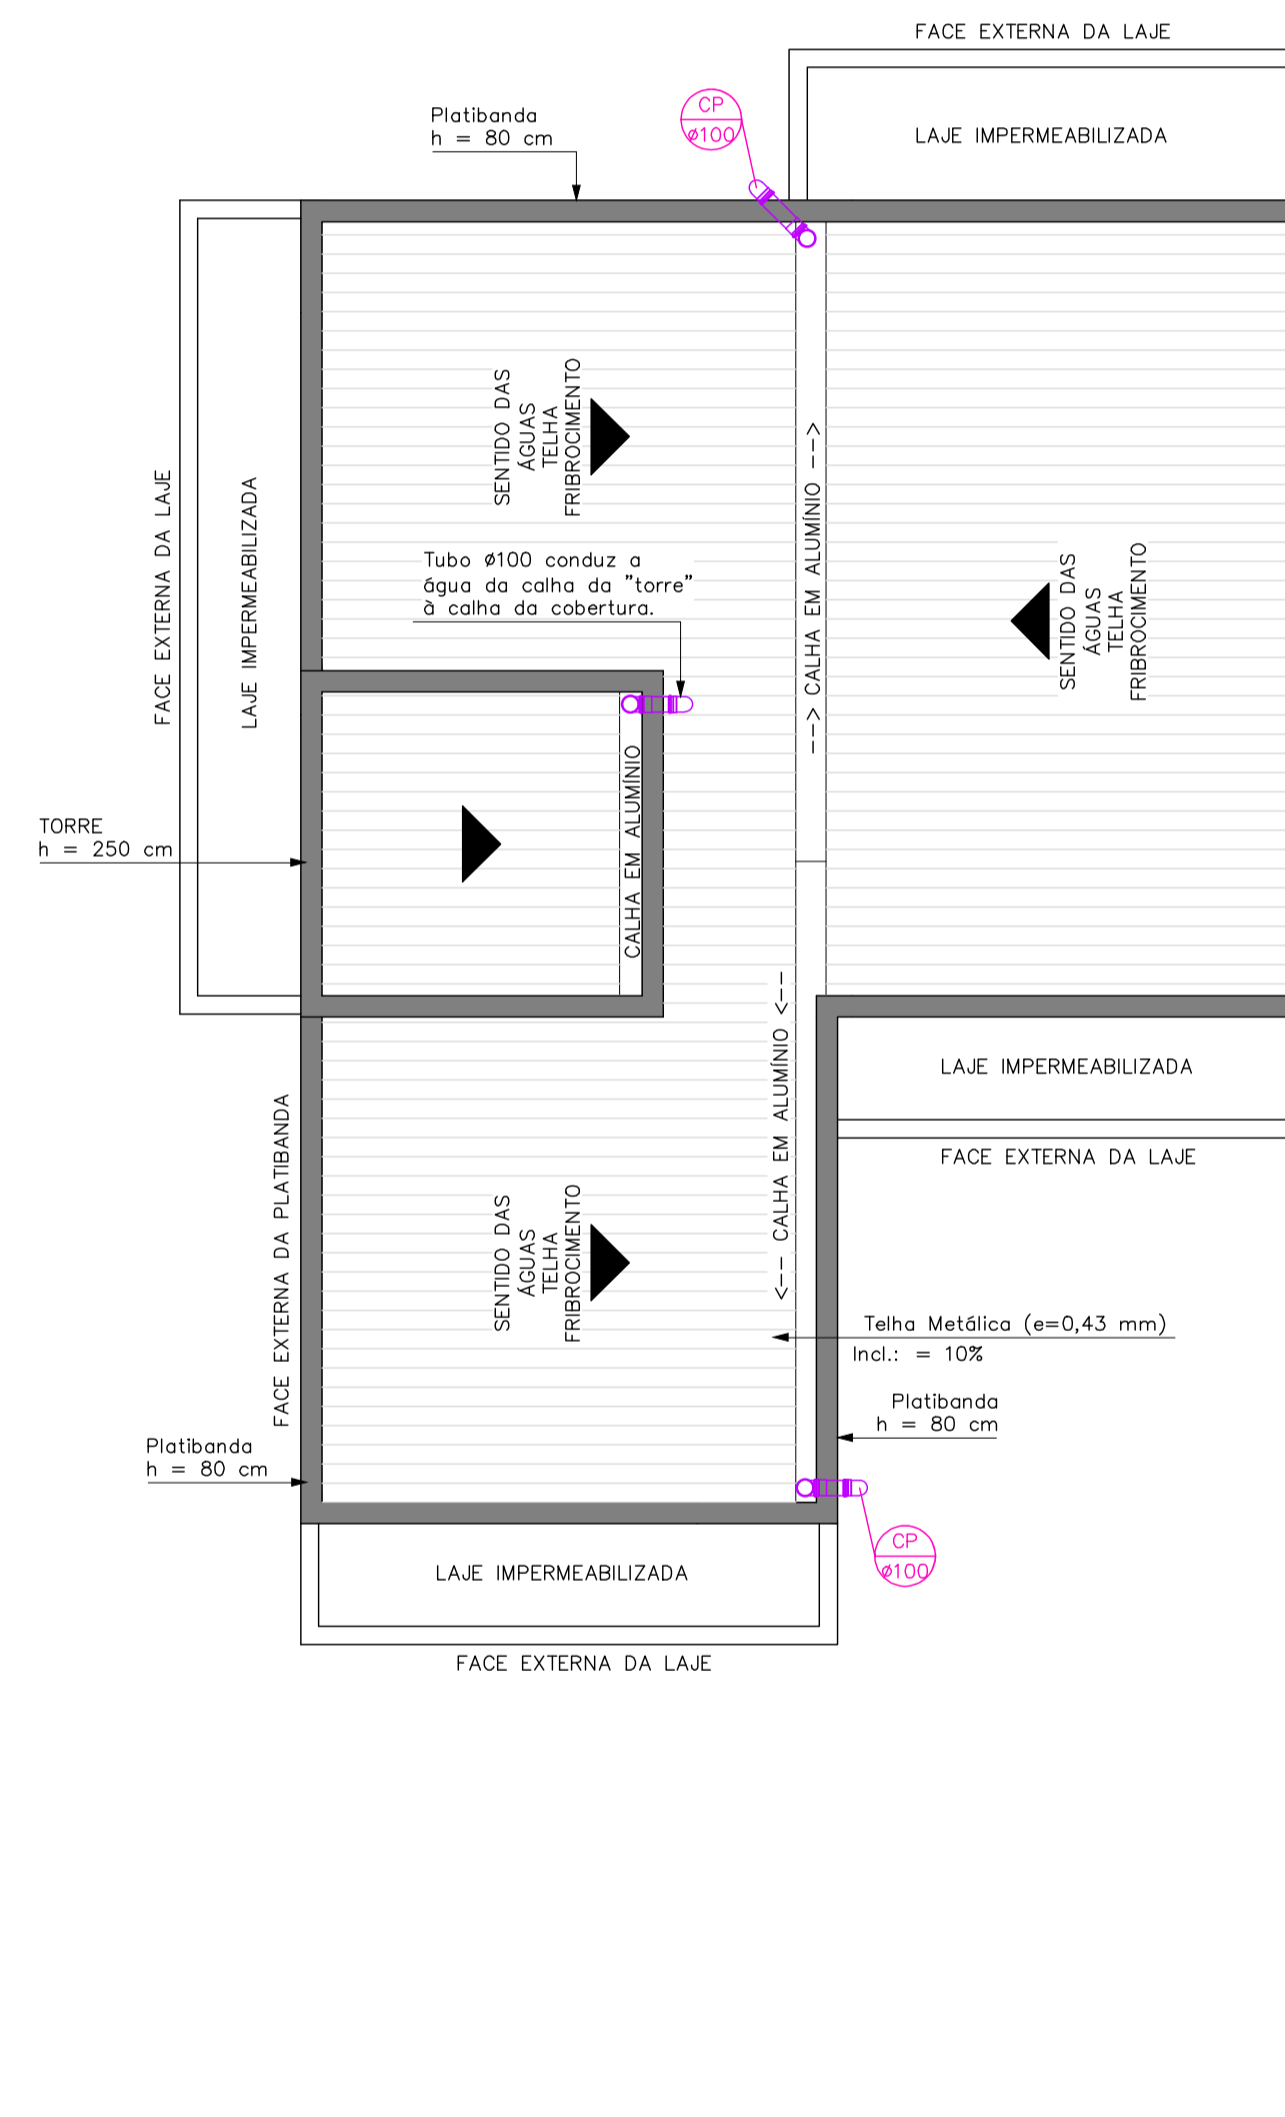 FACE EXTERNA DA LAJE
LAJE IMPERMEABILIZADA
Platibanda
h = 80 cm
CP
ø100
SENTIDO DAS
ÁGUAS
TELHA
FRIBROCIMENTO
---> CALHA EM ALUMÍNIO --->
FACE EXTERNA DA LAJE
LAJE IMPERMEABILIZADA
Tubo Ø100 conduz a
água da calha da "torre"
à calha da cobertura.
SENTIDO DAS
ÁGUAS
TELHA
FRIBROCIMENTO
TORRE
h = 250 cm
CALHA EM ALUMÍNIO
LAJE IMPERMEABILIZADA
FACE EXTERNA DA LAJE
<--- CALHA EM ALUMÍNIO <---
FACE EXTERNA DA PLATIBANDA
SENTIDO DAS
ÁGUAS
TELHA
FRIBROCIMENTO
Telha Metálica (e=0,43 mm)
Incl.: = 10%
Platibanda
h = 80 cm
Platibanda
h = 80 cm
CP
ø100
LAJE IMPERMEABILIZADA
FACE EXTERNA DA LAJE